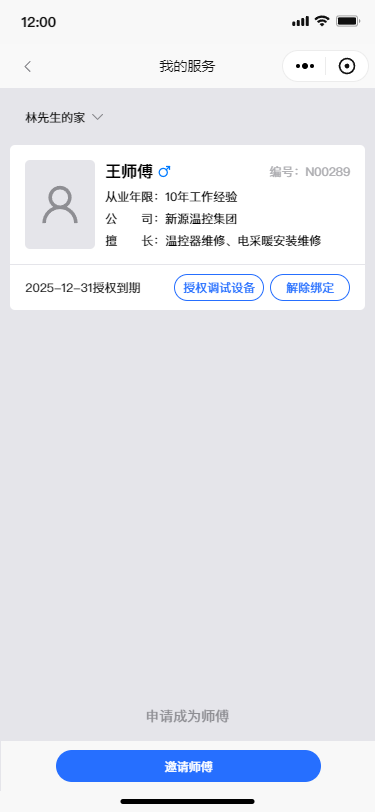 12:00
我的服务
林先生的家
王师傅
编号：N00289
从业年限：10年工作经验
公　　司：新源温控集团
擅　　长：温控器维修、电采暖安装维修
2025-12-31授权到期
授权调试设备
解除绑定
申请成为师傅
邀请师傅